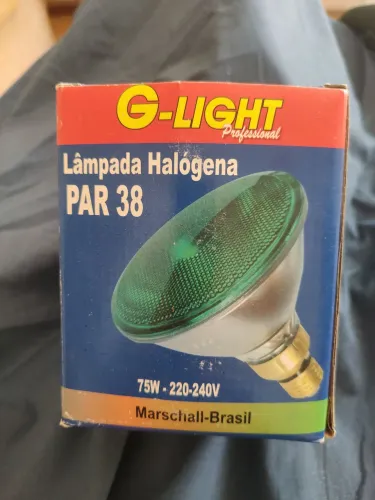 G-LIGHT
Professional
Lâmpada Halógena
PAR 38
75W - 220-240V
Marschall-Brasil